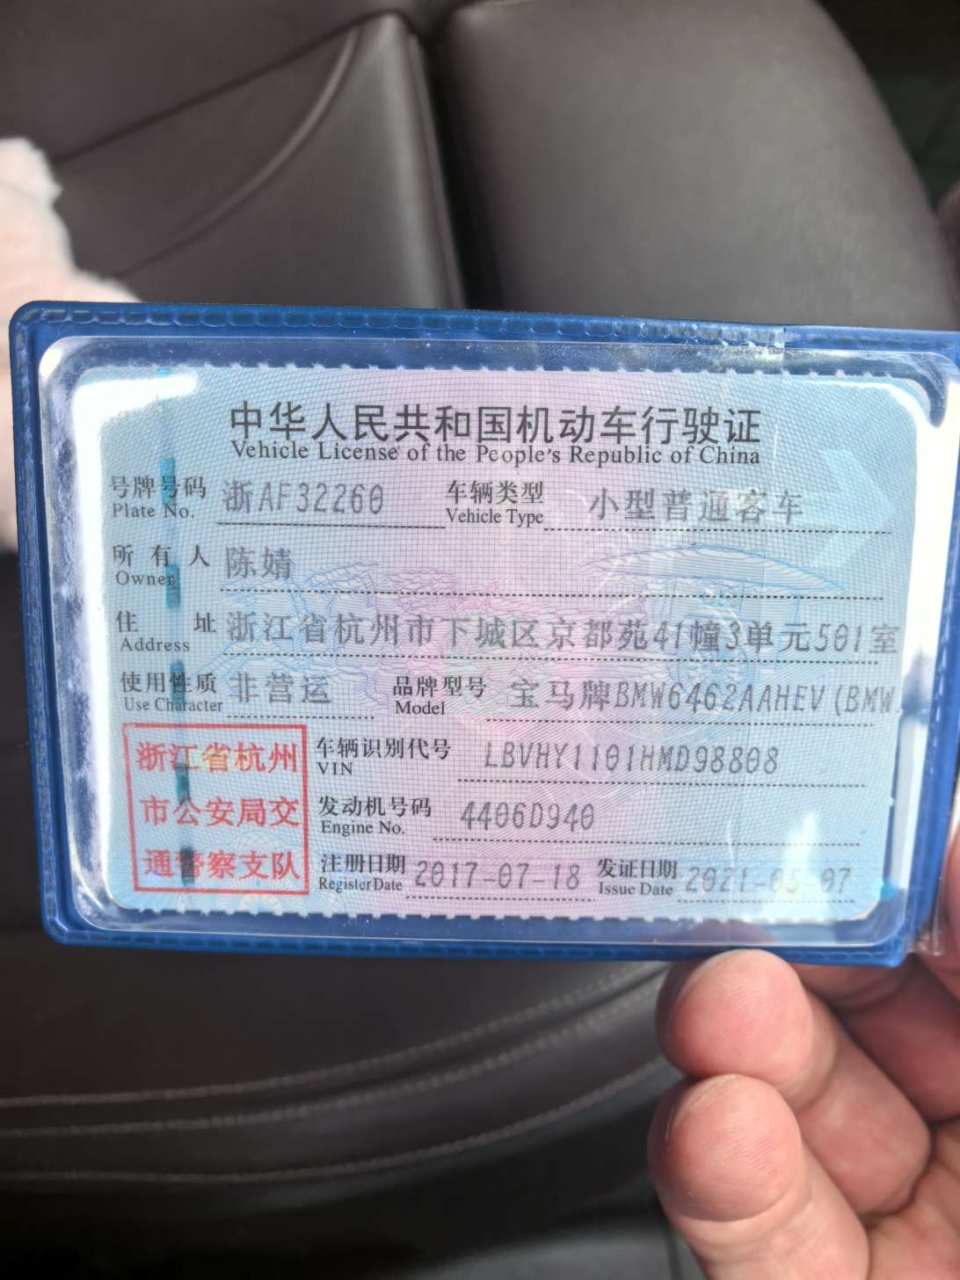 中华人民共和国机动车行驶证
Vehicle License of the People's Republic of China
号牌号码 浙AF32260 车辆类型 小型普通客车
Plate No. Vehicle Type
所有人 陈婧
Owner
住址 浙江省杭州市下城区京都苑41幢3单元501室
Address
使用性质 非营运 品牌型号 宝马牌BMW6462AAHEV(BMW
Use Character Model
浙江省杭州
市公安局交
通警察支队
车辆识别代号 LBVHY1101HMD98808
VIN
发动机号码 4406D940
Engine No.
注册日期 2017-07-18 发证日期 2021-05-07
Register Date Issue Date